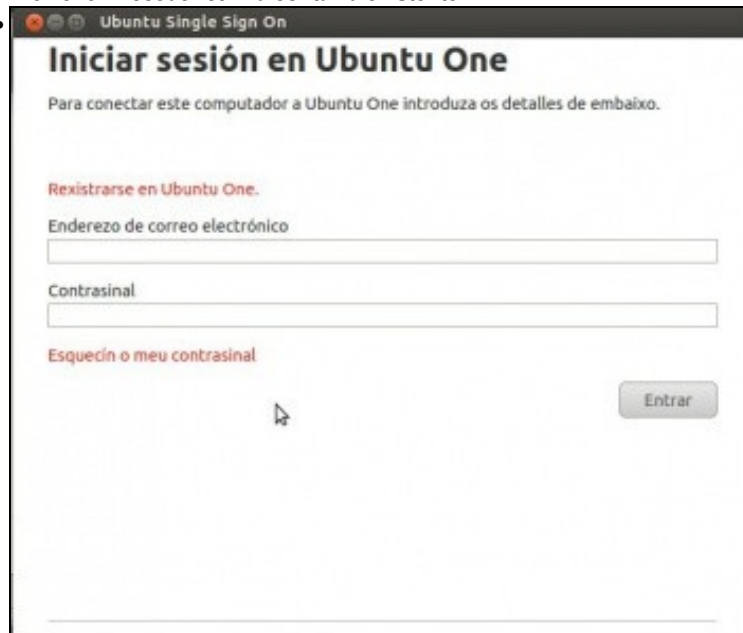 Ubuntu Single Sign On
Iniciar sesión en Ubuntu One
Para conectar este computador a Ubuntu One introduza os detalles de embaixo.
Rexistrarse en Ubuntu One.
Enderezo de correo electrónico
Contrasinal
Esquecín o meu contrasinal
Entrar